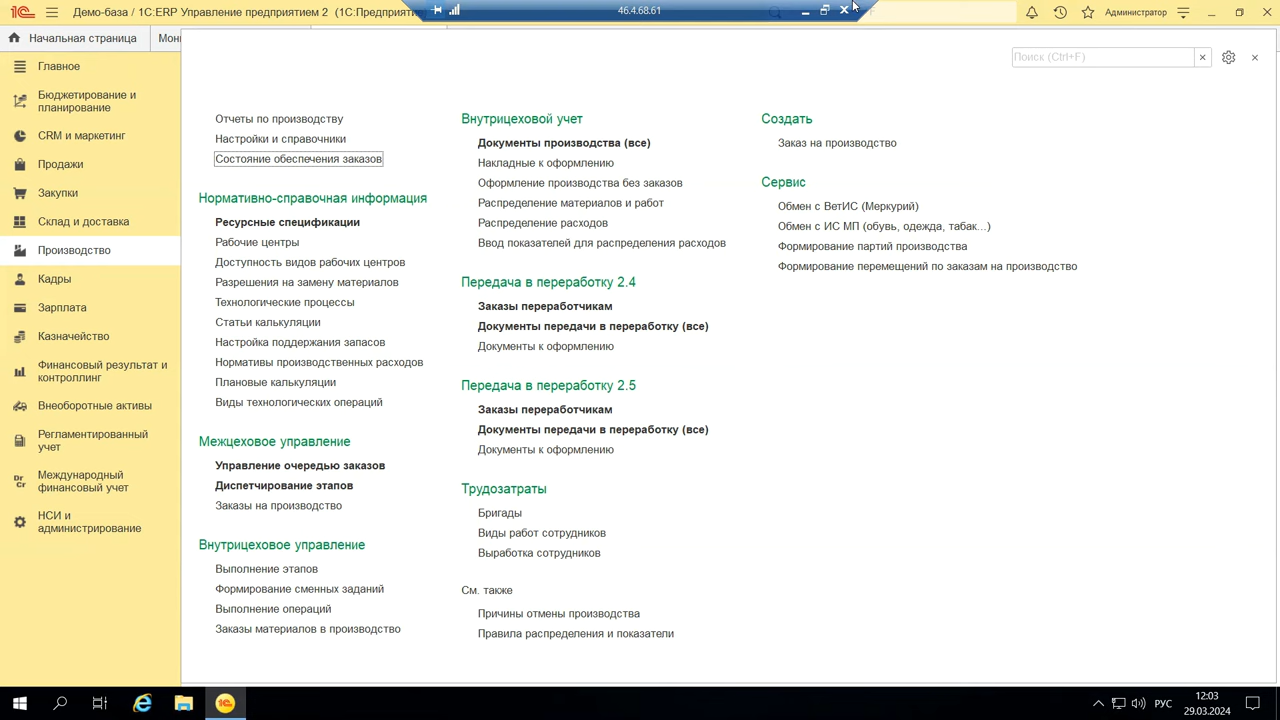 Демо-база / 1С:ERP Управление предприятием 2 (1С:Предприяти
46.4.68.61
Администратор
Начальная страница
Мон
Главное
Бюджетирование и
планирование
CRM и маркетинг
Продажи
Закупки
Склад и доставка
Производство
Кадры
Зарплата
Казначейство
Финансовый результат и
контроллинг
Внеоборотные активы
Регламентированный
учет
Международный
финансовый учет
НСИ и
администрирование
Поиск (Ctrl+F)
Отчеты по производству
Настройки и справочники
Состояние обеспечения заказов
Нормативно-справочная информация
Ресурсные спецификации
Рабочие центры
Доступность видов рабочих центров
Разрешения на замену материалов
Технологические процессы
Статьи калькуляции
Настройка поддержания запасов
Нормативы производственных расходов
Плановые калькуляции
Виды технологических операций
Межцеховое управление
Управление очередью заказов
Диспетчирование этапов
Заказы на производство
Внутрицеховое управление
Выполнение этапов
Формирование сменных заданий
Выполнение операций
Заказы материалов в производство
Внутрицеховой учет
Документы производства (все)
Накладные к оформлению
Оформление производства без заказов
Распределение материалов и работ
Распределение расходов
Ввод показателей для распределения расходов
Передача в переработку 2.4
Заказы переработчикам
Документы передачи в переработку (все)
Документы к оформлению
Передача в переработку 2.5
Заказы переработчикам
Документы передачи в переработку (все)
Документы к оформлению
Трудозатраты
Бригады
Виды работ сотрудников
Выработка сотрудников
См. также
Причины отмены производства
Правила распределения и показатели
Создать
Заказ на производство
Сервис
Обмен с ВетИС (Меркурий)
Обмен с ИС МП (обувь, одежда, табак...)
Формирование партий производства
Формирование перемещений по заказам на производство
РУС
12:03
29.03.2024